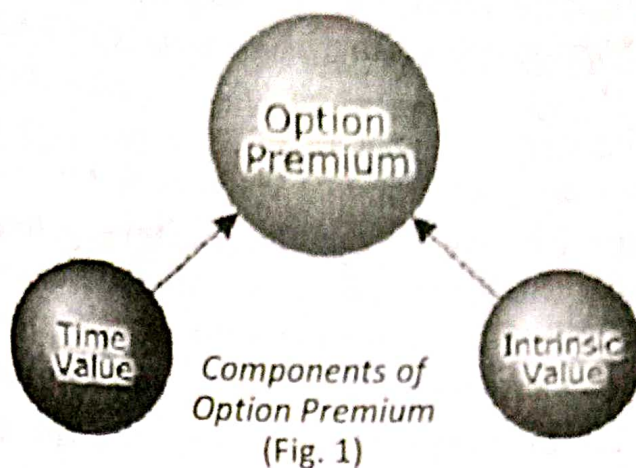 Option
Premium
Time
Value
Intrinsic
Value
Components of
Option Premium
(Fig. 1)